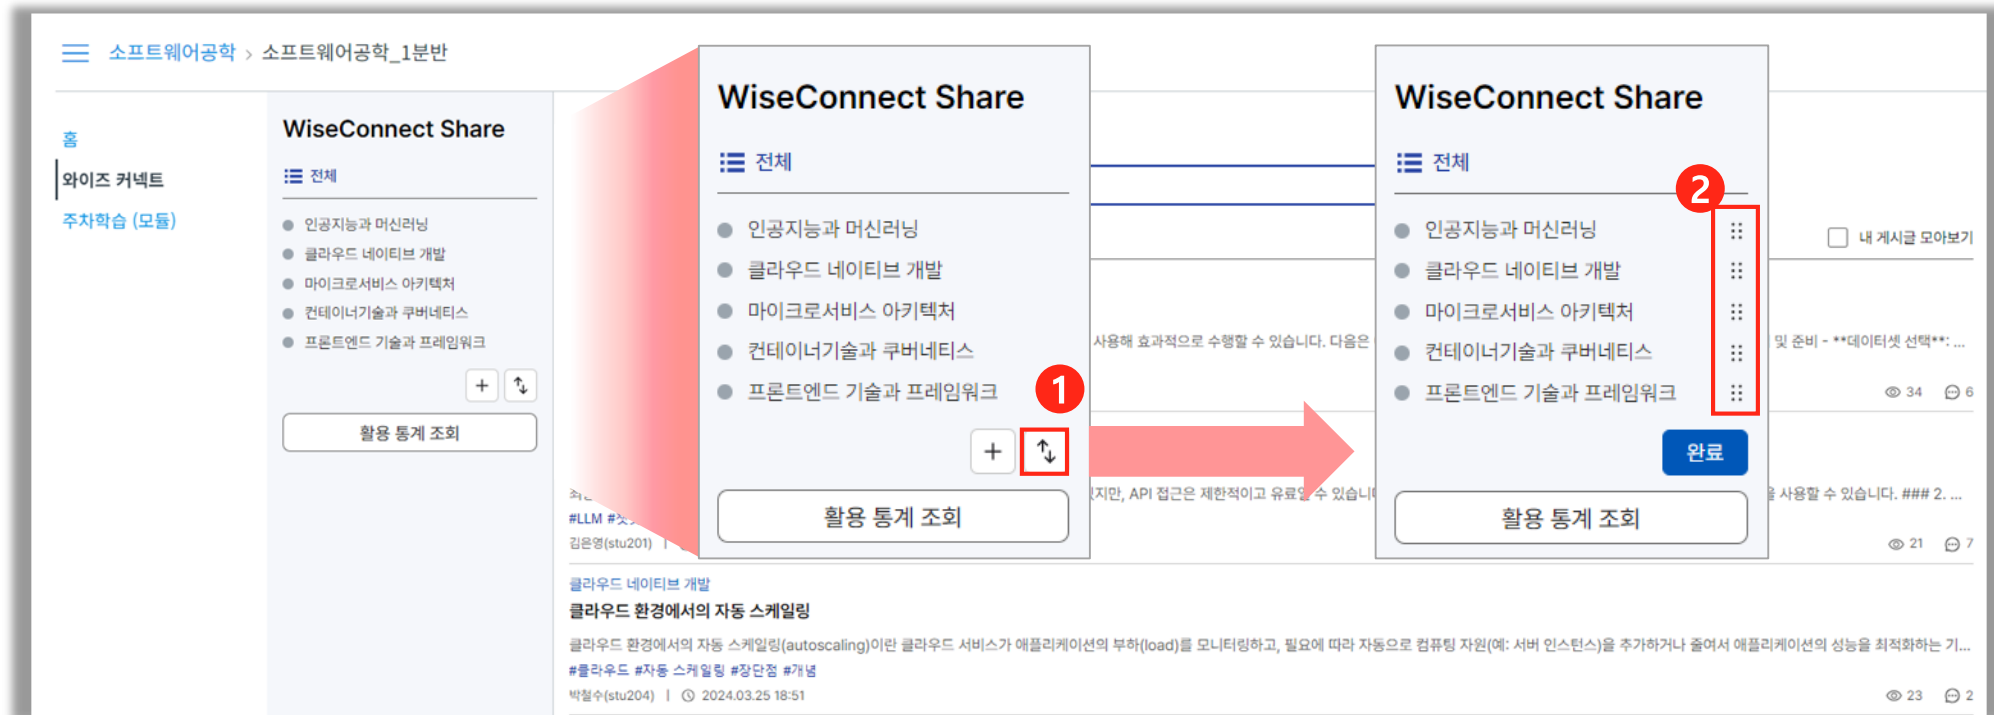 소프트웨어공학 > 소프트웨어공학_1분반
홈
와이즈 커넥트
주차학습 (모듈)
WiseConnect Share
전체
인공지능과 머신러닝
클라우드 네이티브 개발
마이크로서비스 아키텍처
컨테이너기술과 쿠버네티스
프론트엔드 기술과 프레임워크
+
활용 통계 조회
WiseConnect Share
전체
인공지능과 머신러닝
클라우드 네이티브 개발
마이크로서비스 아키텍처
컨테이너기술과 쿠버네티스
프론트엔드 기술과 프레임워크
1
+
활용 통계 조회
WiseConnect Share
전체
2
인공지능과 머신러닝
클라우드 네이티브 개발
마이크로서비스 아키텍처
컨테이너기술과 쿠버네티스
프론트엔드 기술과 프레임워크
완료
활용 통계 조회
내 게시글 모아보기
사용해 효과적으로 수행할 수 있습니다. 다음은
및 준비 - **데이터셋 선택**: ...
34 6
지만, API 접근은 제한적이고 유료일 수 있습니
사용할 수 있습니다. ### 2. ...
#LLM
김은영(stu201) |
21 7
클라우드 네이티브 개발
클라우드 환경에서의 자동 스케일링
클라우드 환경에서의 자동 스케일링(autoscaling)이란 클라우드 서비스가 애플리케이션의 부하(load)를 모니터링하고, 필요에 따라 자동으로 컴퓨팅 자원(예: 서버 인스턴스)을 추가하거나 줄여서 애플리케이션의 성능을 최적화하는 기...
#클라우드 #자동 스케일링 #장단점 #개념
박철수(stu204) | 2024.03.25 18:51
23 2